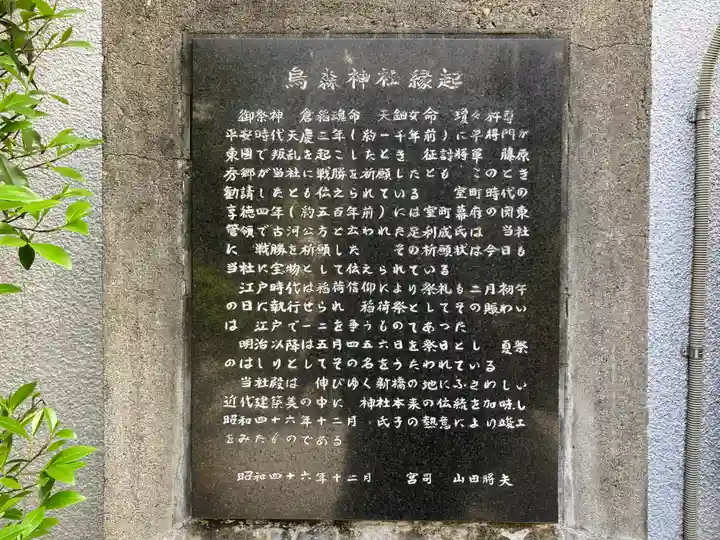 烏森神社縁起
御祭神 倉稲魂命 天鈿女命 瓊々杵尊
平安時代天慶三年(約一千年前)に平将門が
東國で叛乱を起こしたとき 征討将軍 藤原
秀郷が当社に戦勝を祈願したとも このとき
勧請したとも伝えられている 室町時代の
享徳四年(約五百年前)には室町幕府の関東
管領で古河公方と云われた足利成氏は 当社
に 戦勝を祈願した その祈願状は今日も
当社に宝物として伝えられている
江戸時代は稲荷信仰により祭礼も二月初午
の日に執行せられ 稲荷祭としてその賑わい
は 江戸で一二を争うものであった
明治以降は五月四五六日を祭日とし 夏祭
のはしりとしてその名をうたわれている
当社殿は 伸びゆく新橋の地にふさわしい
近代建築美の中に 神社本来の伝統を加味し
昭和四十六年十二月 氏子の熱意により竣工
をみたものである
昭和四十六年十二月 宮司 山田将夫